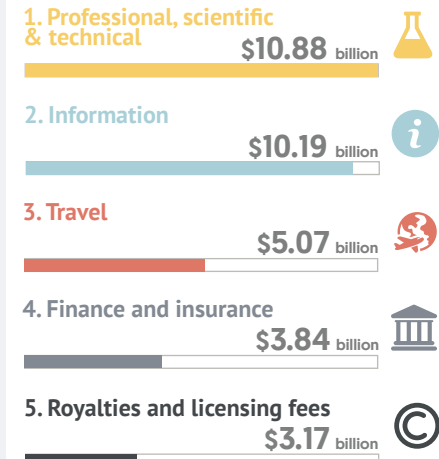 1. Professional, scientific
& technical
$10.88 billion
2. Information
i
$10.19 billion
3. Travel
$5.07 billion
4. Finance and insurance
$3.84 billion
5. Royalties and licensing fees
©
$3.17 billion